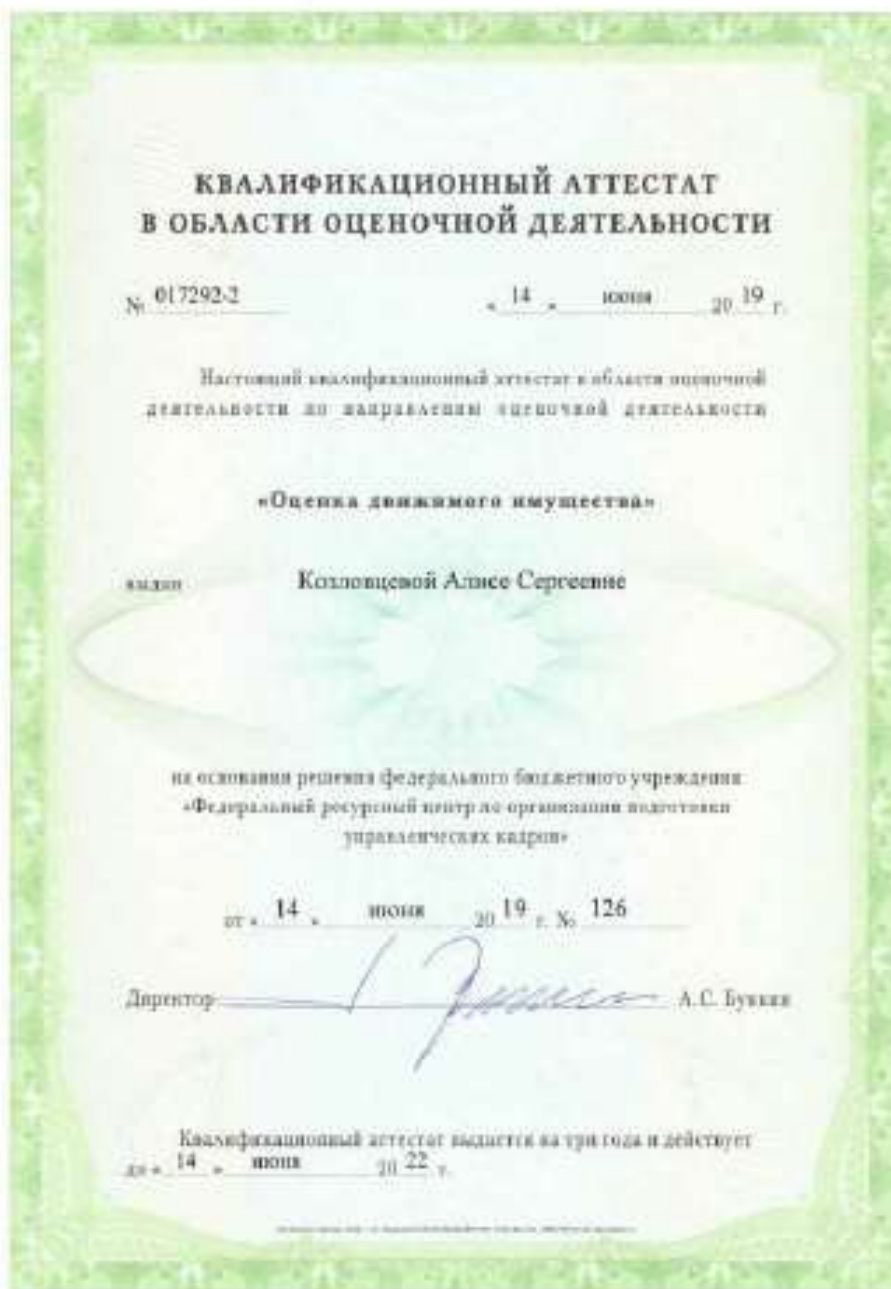 КВАЛИФИКАЦИОННЫЙ АТТЕСТАТ
В ОБЛАСТИ ОЦЕНОЧНОЙ ДЕЯТЕЛЬНОСТИ
№ 017292-2 « 14 » июня 20 19 г.
Настоящий квалификационный аттестат в области оценочной
деятельности по направлению оценочной деятельности
«Оценка движимого имущества»
выдан Козловцевой Алисе Сергеевне
на основании решения федерального бюджетного учреждения
«Федеральный ресурсный центр по организации подготовки
управленческих кадров»
от « 14 » июня 20 19 г. № 126
Директор А.С. Бункин
Квалификационный аттестат выдается на три года и действует
до « 14 » июня 20 22 г.